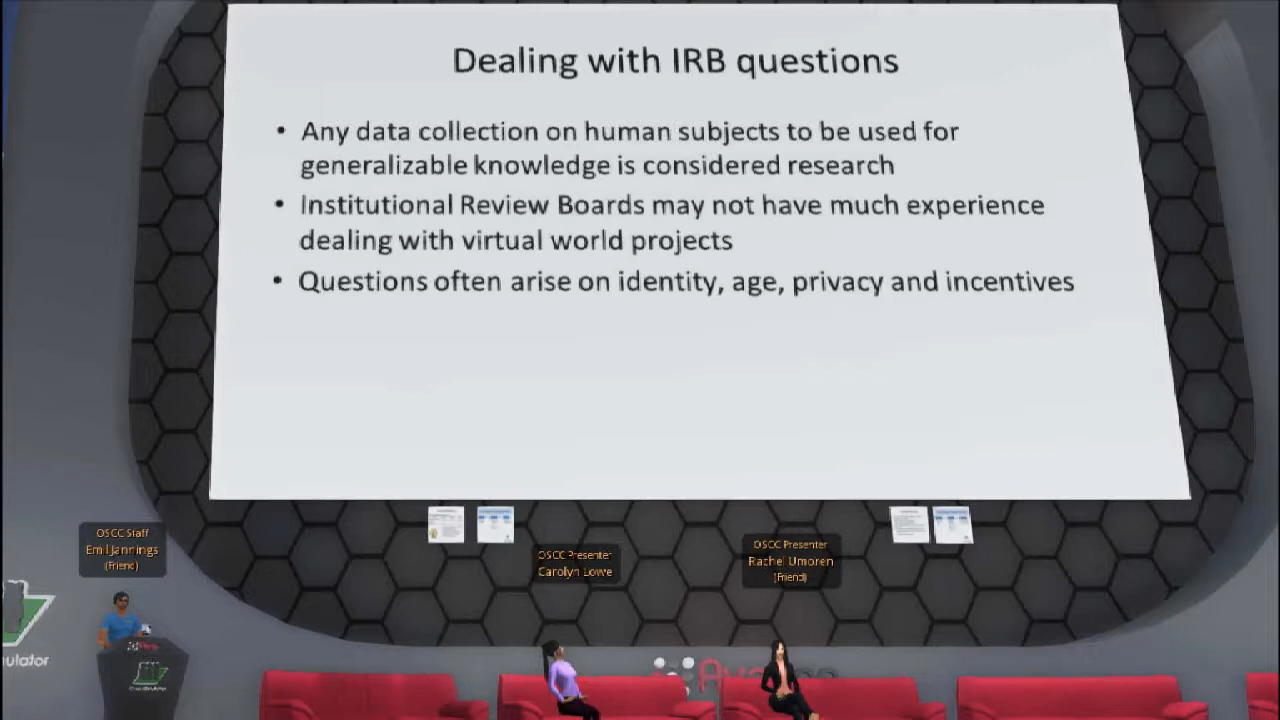 Dealing with IRB questions
• Any data collection on human subjects to be used for
generalizable knowledge is considered research
• Institutional Review Boards may not have much experience
dealing with virtual world projects
• Questions often arise on identity, age, privacy and incentives
OSCC Staff
Emil Jannings
(Friend)
OSCC Presenter
Carolyn Lowe
OSCC Presenter
Rachel Umoren
(Friend)
ulator